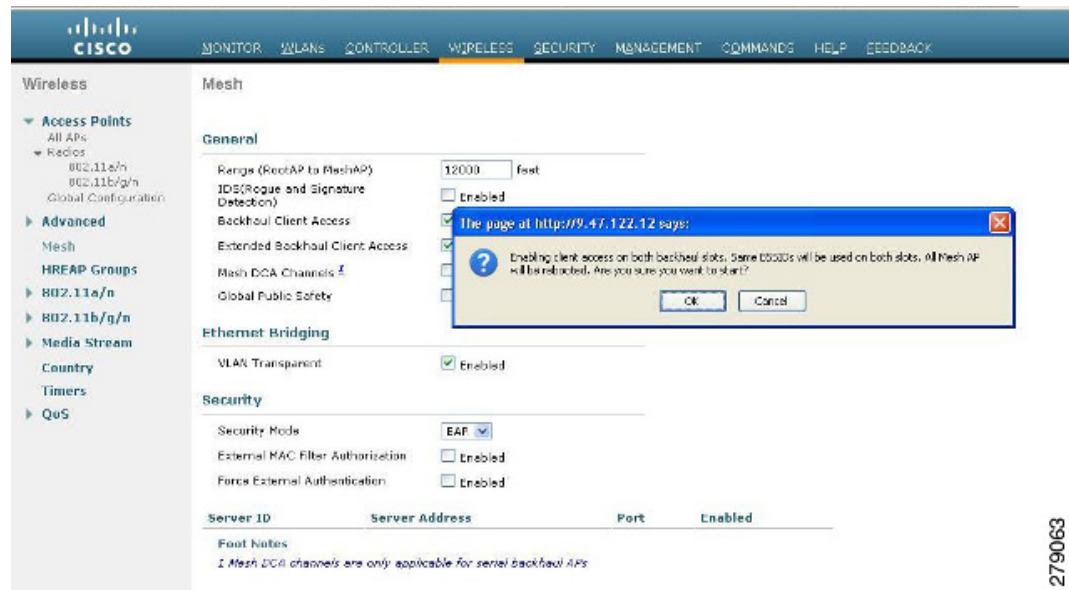 CISCO
MONITOR WLANs CONTROLLER WIRELESS SECURITY MANAGEMENT COMMANDS HELP FEEDBACK
Wireless
Access Points
All APs
Radios
802.11a/n
802.11b/g/n
Global Configuration
Advanced
Mesh
HREAP Groups
802.11a/n
802.11b/g/n
Media Stream
Country
Timers
QoS
Mesh
General
Range (RootAP to MeshAP) 12000 feet
IDS(Rogue and Signature
Detection) Enabled
Backhaul Client Access
Extended Backhaul Client Access
Mesh DCA Channels 1
Global Public Safety
The page at http://9.47.122.12 says:
Enabling client access on both backhaul slots. Same BSSIDs will be used on both slots. All Mesh AP
will be rebooted. Are you sure you want to start?
OK Cancel
Ethernet Bridging
VLAN Transparent Enabled
Security
Security Mode EAP
External MAC Filter Authorization Enabled
Force External Authentication Enabled
Server ID Server Address Port Enabled
Foot Notes
1 Mesh DCA channels are only applicable for serial backhaul APs
279063